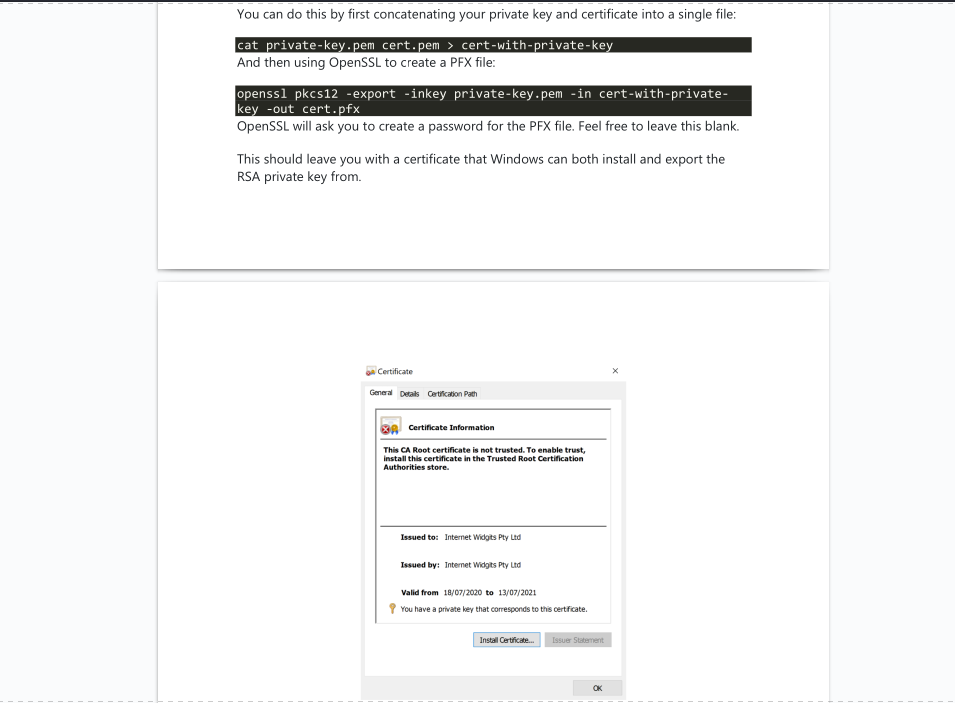 You can do this by first concatenating your private key and certificate into a single file:
cat private-key.pem cert.pem > cert-with-private-key
And then using OpenSSL to create a PFX file:
openssl pkcs12 -export -inkey private-key.pem -in cert-with-private-
key -out cert.pfx
OpenSSL will ask you to create a password for the PFX file. Feel free to leave this blank.
This should leave you with a certificate that Windows can both install and export the
RSA private key from.
Certificate
General Details Certification Path
Certificate Information
This CA Root certificate is not trusted. To enable trust,
install this certificate in the Trusted Root Certification
Authorities store.
Issued to: Internet Widgits Pty Ltd
Issued by: Internet Widgits Pty Ltd
Valid from 18/07/2020 to 13/07/2021
You have a private key that corresponds to this certificate.
Install Certificate... Issuer Statement
OK